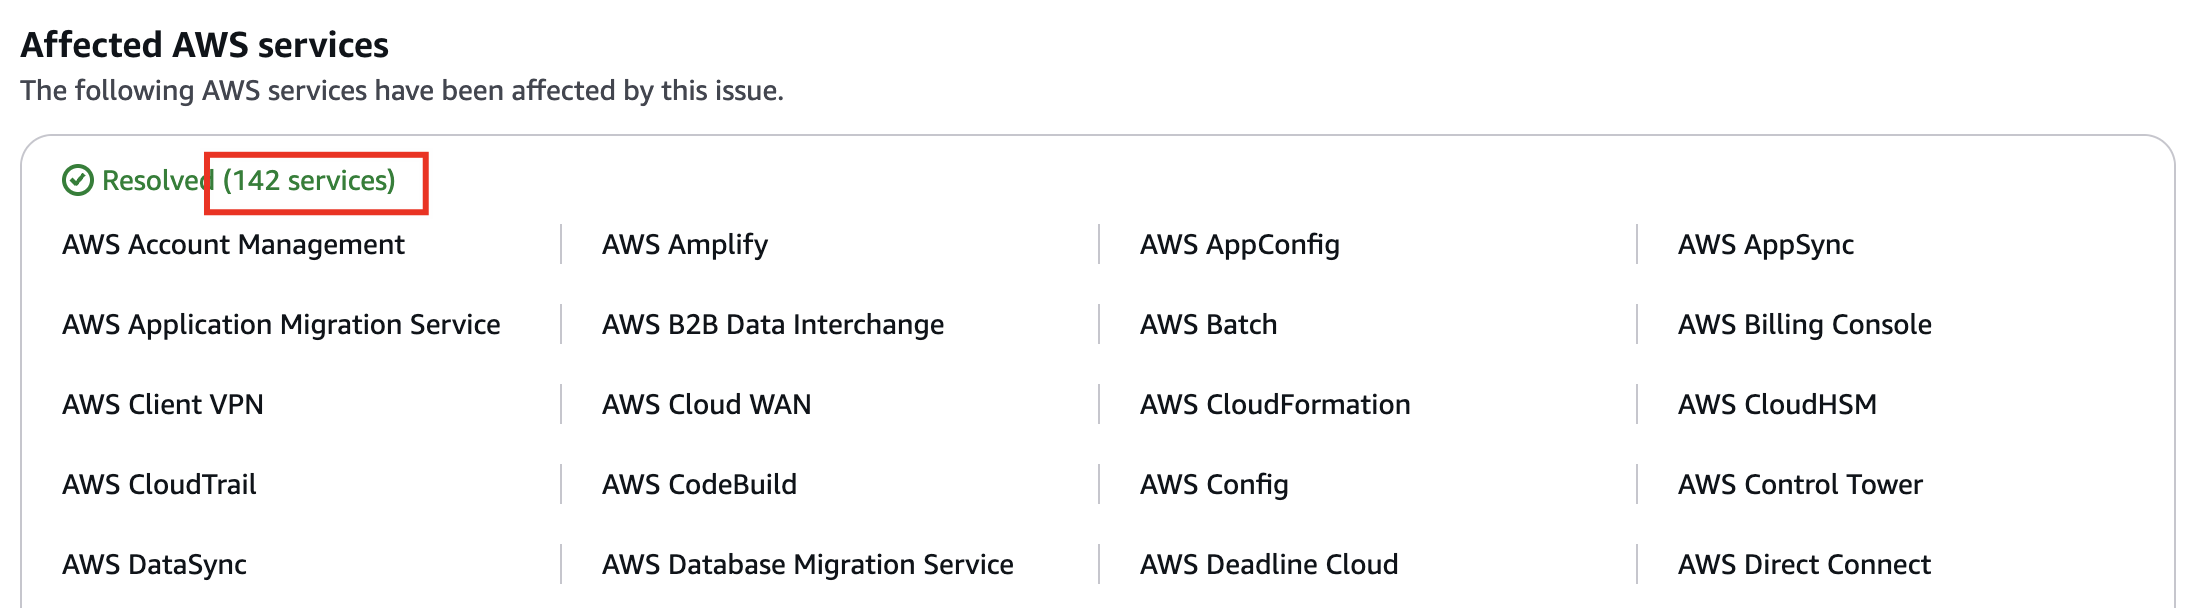 Affected AWS services
The following AWS services have been affected by this issue.
Resolved (142 services)
AWS Account Management
AWS Amplify
AWS AppConfig
AWS AppSync
AWS Application Migration Service
AWS B2B Data Interchange
AWS Batch
AWS Billing Console
AWS Client VPN
AWS Cloud WAN
AWS CloudFormation
AWS CloudHSM
AWS CloudTrail
AWS CodeBuild
AWS Config
AWS Control Tower
AWS DataSync
AWS Database Migration Service
AWS Deadline Cloud
AWS Direct Connect